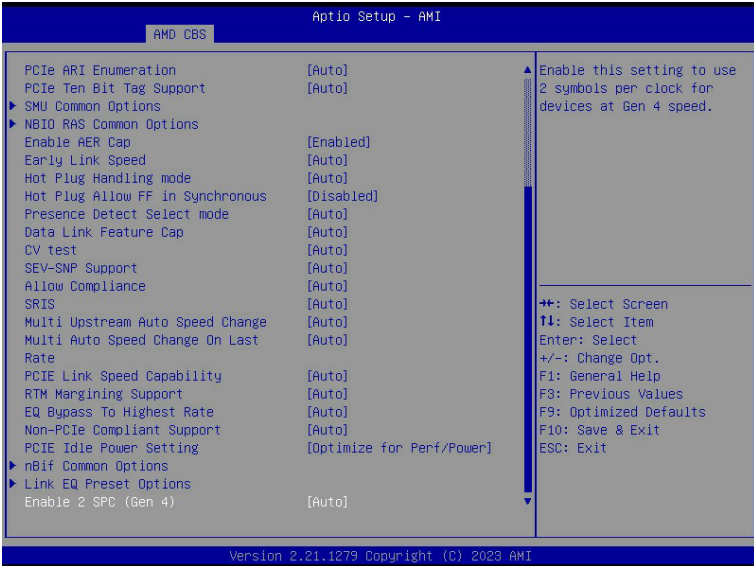 Aptio Setup – AMI
AMD CBS
PCIe ARI Enumeration [Auto]
PCIe Ten Bit Tag Support [Auto]
SMU Common Options
NBIO RAS Common Options
Enable AER Cap [Enabled]
Early Link Speed [Auto]
Hot Plug Handling mode [Auto]
Hot Plug Allow FF in Synchronous [Disabled]
Presence Detect Select mode [Auto]
Data Link Feature Cap [Auto]
CV test [Auto]
SEV-SNP Support [Auto]
Allow Compliance [Auto]
SRIS [Auto]
Multi Upstream Auto Speed Change [Auto]
Multi Auto Speed Change On Last [Auto]
Rate
PCIE Link Speed Capability [Auto]
RTM Margining Support [Auto]
EQ Bypass To Highest Rate [Auto]
Non-PCIe Compliant Support [Auto]
PCIE Idle Power Setting [Optimize for Perf/Power]
nBif Common Options
Link EQ Preset Options
Enable 2 SPC (Gen 4) [Auto]
Enable this setting to use
2 symbols per clock for
devices at Gen 4 speed.
→←: Select Screen
↑↓: Select Item
Enter: Select
+/-: Change Opt.
F1: General Help
F3: Previous Values
F9: Optimized Defaults
F10: Save & Exit
ESC: Exit
Version 2.21.1279 Copyright (C) 2023 AMI